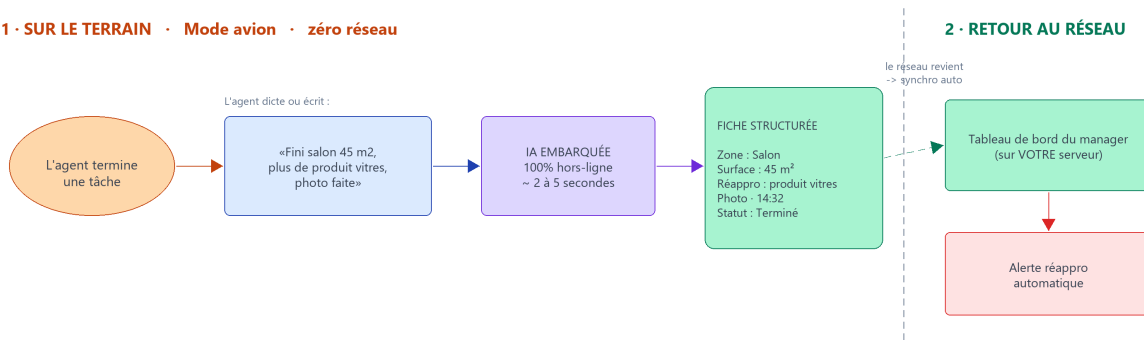 1 · SUR LE TERRAIN · Mode avion · zéro réseau
2 · RETOUR AU RÉSEAU
le réseau revient
-> synchro auto
L'agent dicte ou écrit :
L'agent termine
une tâche
«Fini salon 45 m2,
plus de produit vitres,
photo faite»
IA EMBARQUÉE
100% hors-ligne
~ 2 à 5 secondes
FICHE STRUCTURÉE
Zone : Salon
Surface : 45 m²
Réappro : produit vitres
Photo · 14:32
Statut : Terminé
Tableau de bord du manager
(sur VOTRE serveur)
Alerte réappro
automatique